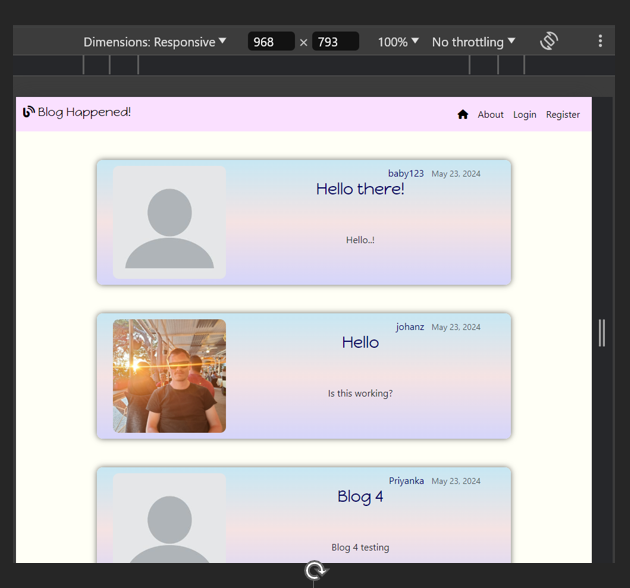 Dimensions: Responsive 968 × 793 100% No throttling
Blog Happened! About Login Register
baby123 May 23, 2024
Hello there!
Hello..!
johanz May 23, 2024
Hello
Is this working?
Priyanka May 23, 2024
Blog 4
Blog 4 testing